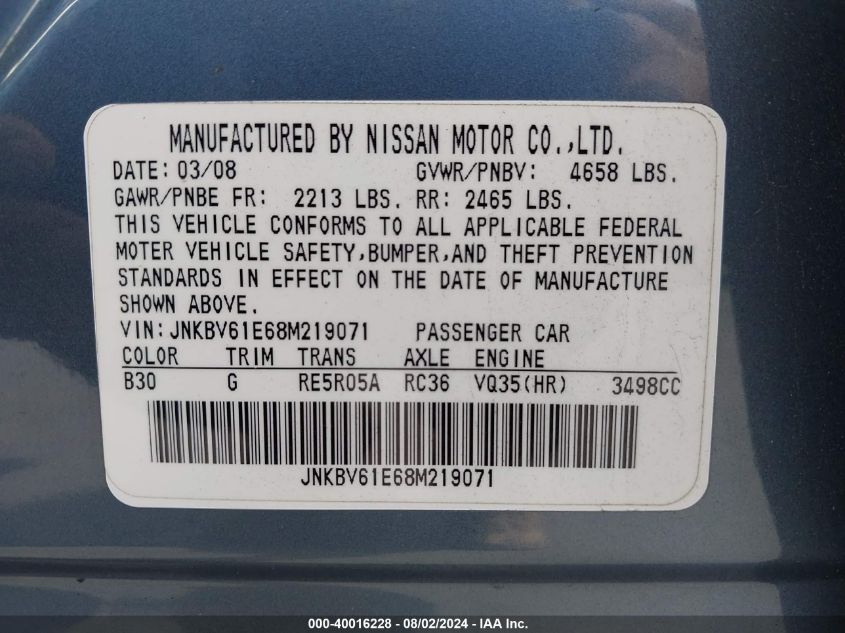 MANUFACTURED BY NISSAN MOTOR CO.,LTD.
DATE: 03/08 GVWR/PNBV: 4658 LBS.
GAWR/PNBE FR: 2213 LBS. RR: 2465 LBS.
THIS VEHICLE CONFORMS TO ALL APPLICABLE FEDERAL
MOTER VEHICLE SAFETY,BUMPER,AND THEFT PREVENTION
STANDARDS IN EFFECT ON THE DATE OF MANUFACTURE
SHOWN ABOVE.
VIN: JNKBV61E68M219071 PASSENGER CAR
COLOR TRIM TRANS AXLE ENGINE
B30 G RE5R05A RC36 VQ35(HR) 3498CC
JNKBV61E68M219071
000-40016228 - 08/02/2024 - IAA Inc.